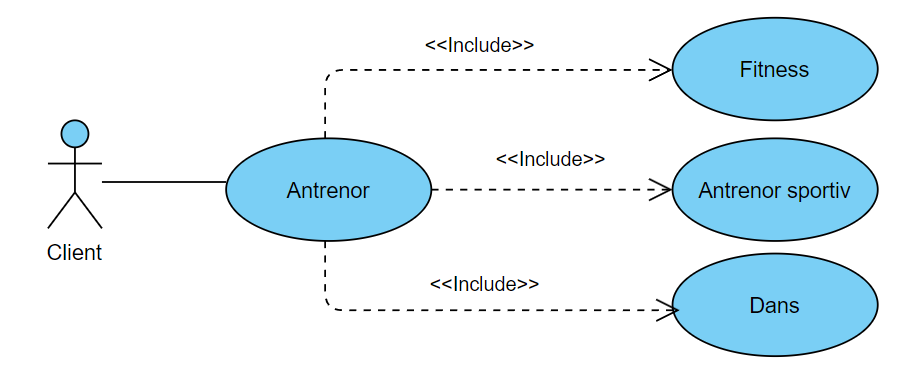 <<Include>>
Fitness
<<Include>>
Antrenor
Antrenor sportiv
Client
<<Include>>
Dans